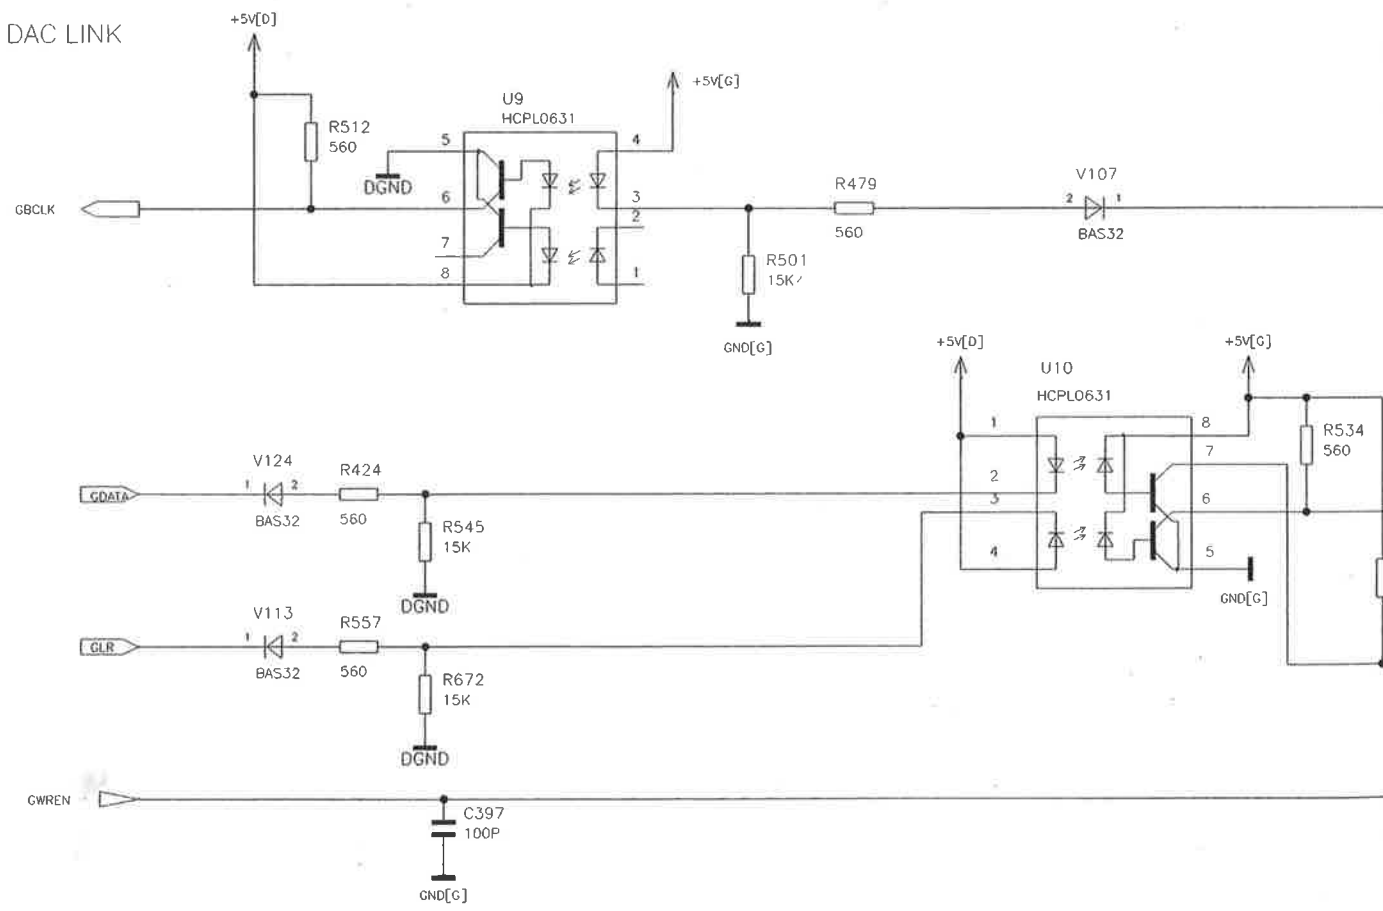 DAC LINK
+5V[D]
+5V[G]
U9
HCPL0631
R512
560
5
4
DGND
GBCLK
6
3
2
7
8
1
R479
560
V107
2
1
BAS32
R501
15K
GND[G]
+5V[D]
+5V[G]
U10
HCPL0631
1
8
R534
560
7
2
3
6
4
5
GND[G]
V124
R424
GDATA
1
2
BAS32
560
R545
15K
DGND
V113
R557
GLR
1
2
BAS32
560
R672
15K
DGND
GWREN
C397
100P
GND[G]